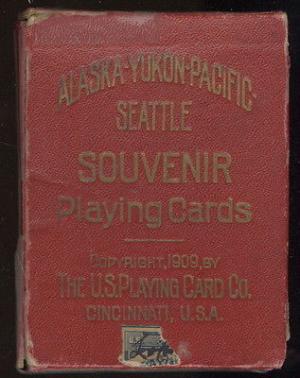 ALASKA-YUKON-PACIFIC-
SEATTLE
SOUVENIR
Playing Cards
COPYRIGHT, 1909, BY
THE U.S. PLAYING CARD CO.
CINCINNATI, U.S.A.